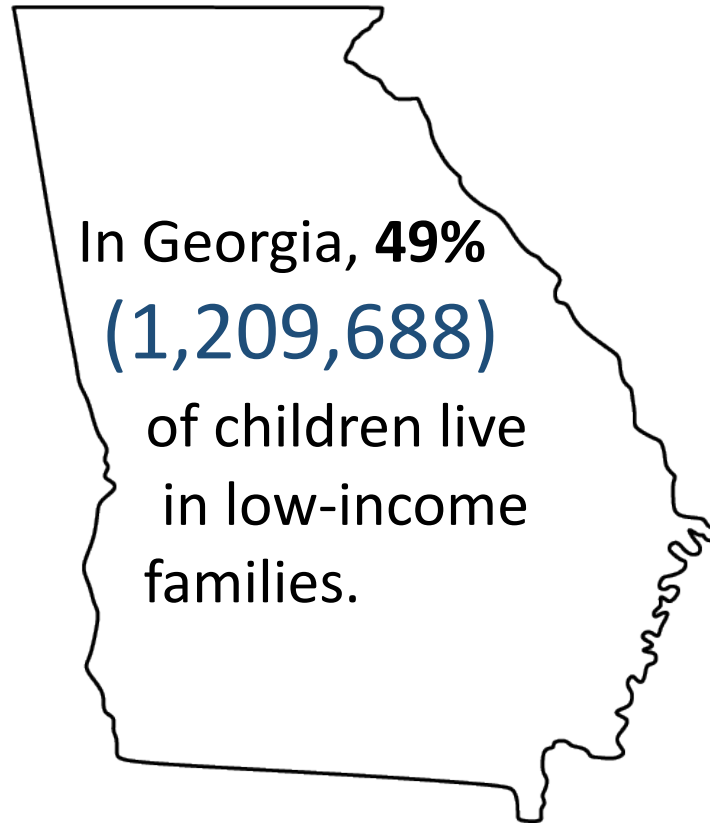 In Georgia, 49%
(1,209,688)
of children live
in low-income
families.